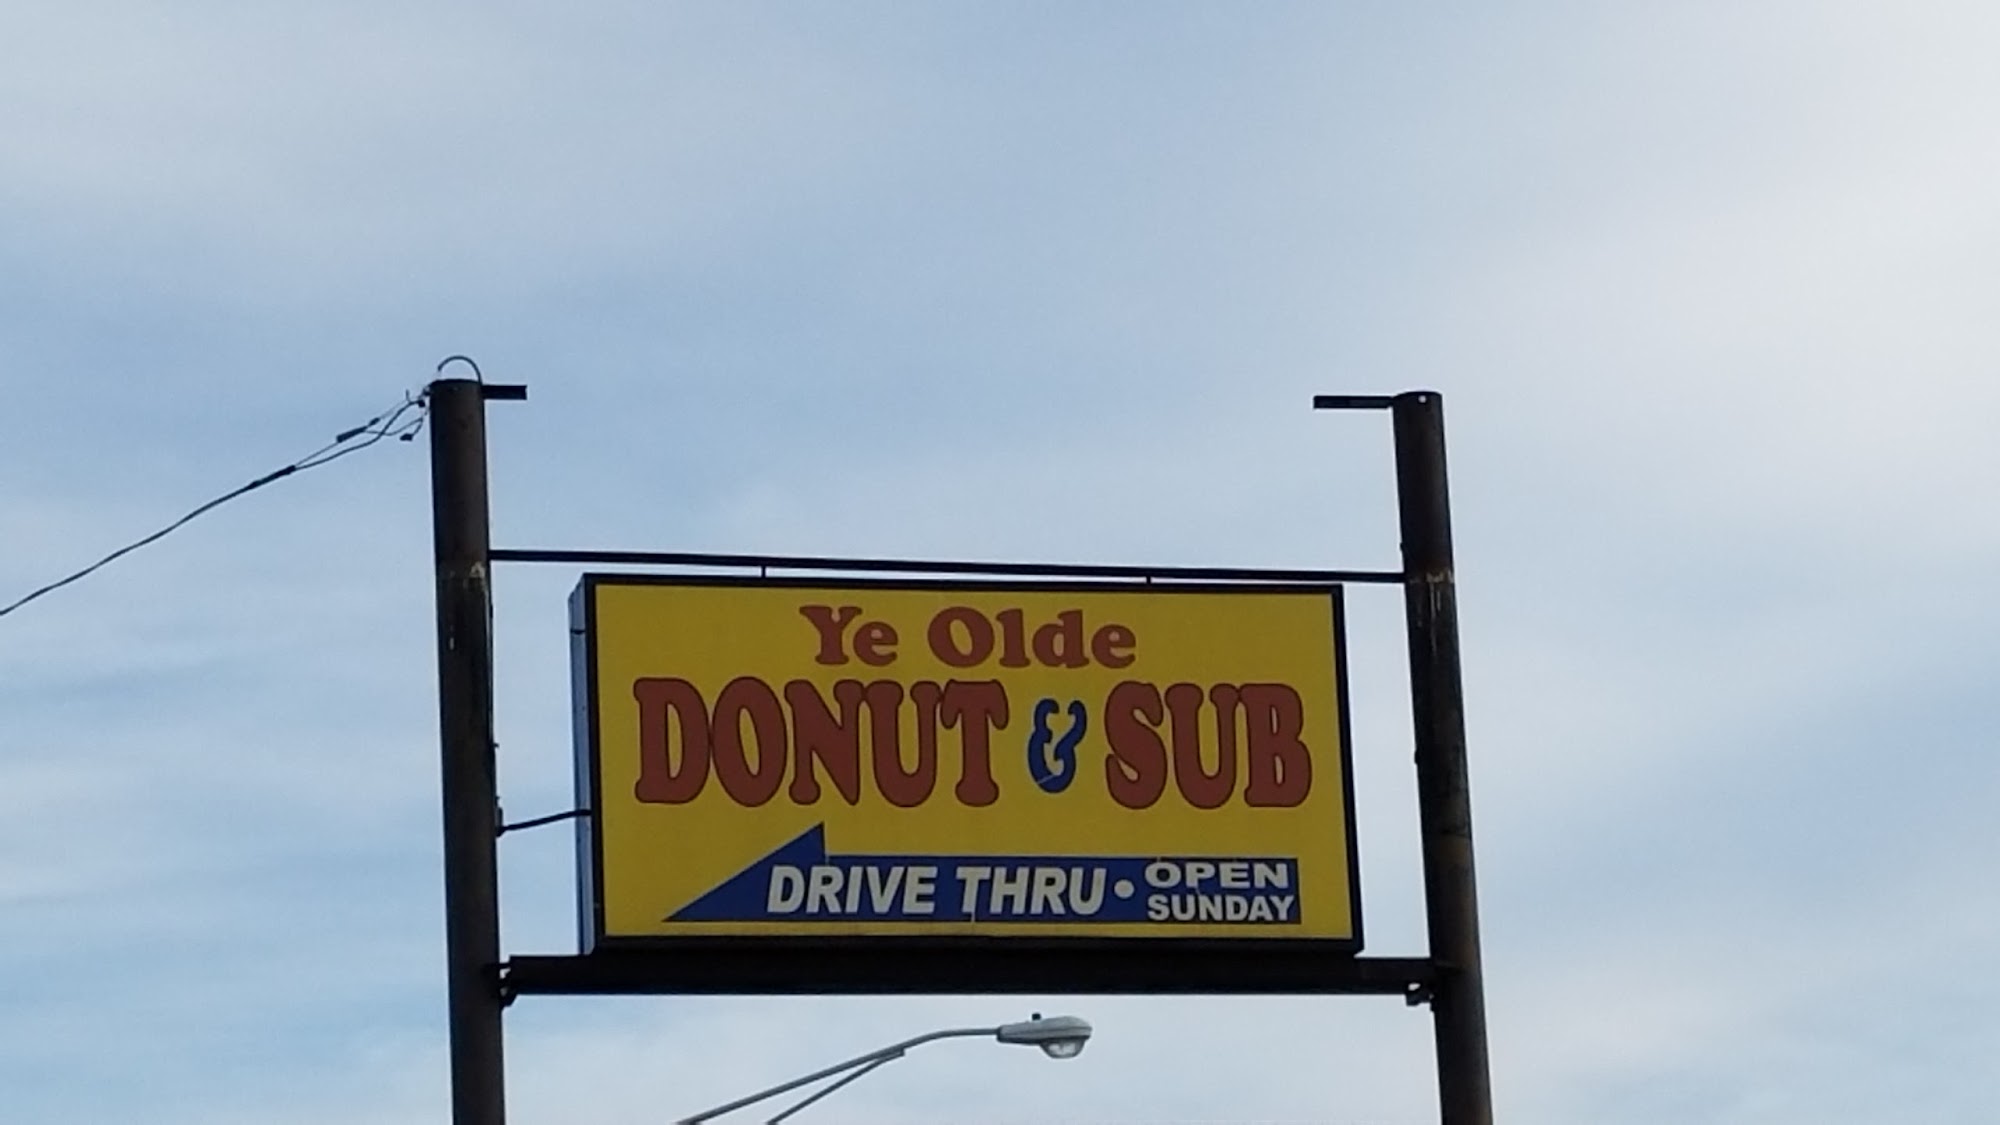 Ye Olde
DONUT & SUB
DRIVE THRU • OPEN SUNDAY